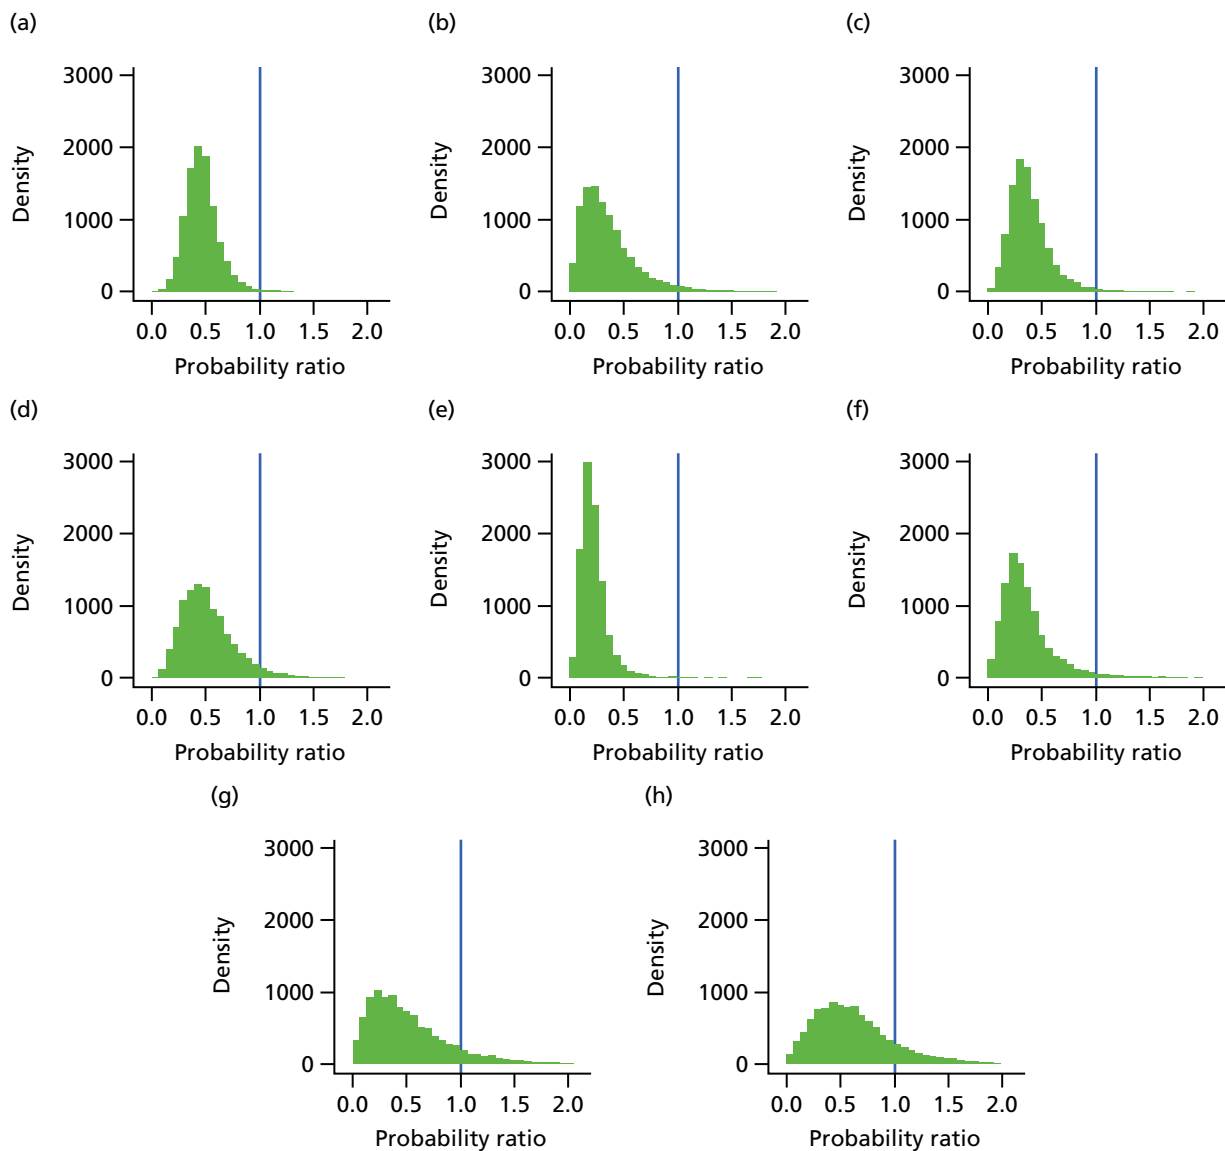 (a) (b) (c)
3000 3000 3000
2000 2000 2000
Density Density Density
1000 1000 1000
0 0 0
0.0 0.5 1.0 1.5 2.0 0.0 0.5 1.0 1.5 2.0 0.0 0.5 1.0 1.5 2.0
Probability ratio Probability ratio Probability ratio
(d) (e) (f)
3000 3000 3000
2000 2000 2000
Density Density Density
1000 1000 1000
0 0 0
0.0 0.5 1.0 1.5 2.0 0.0 0.5 1.0 1.5 2.0 0.0 0.5 1.0 1.5 2.0
Probability ratio Probability ratio Probability ratio
(g) (h)
3000 3000
2000 2000
Density Density
1000 1000
0 0
0.0 0.5 1.0 1.5 2.0 0.0 0.5 1.0 1.5 2.0
Probability ratio Probability ratio